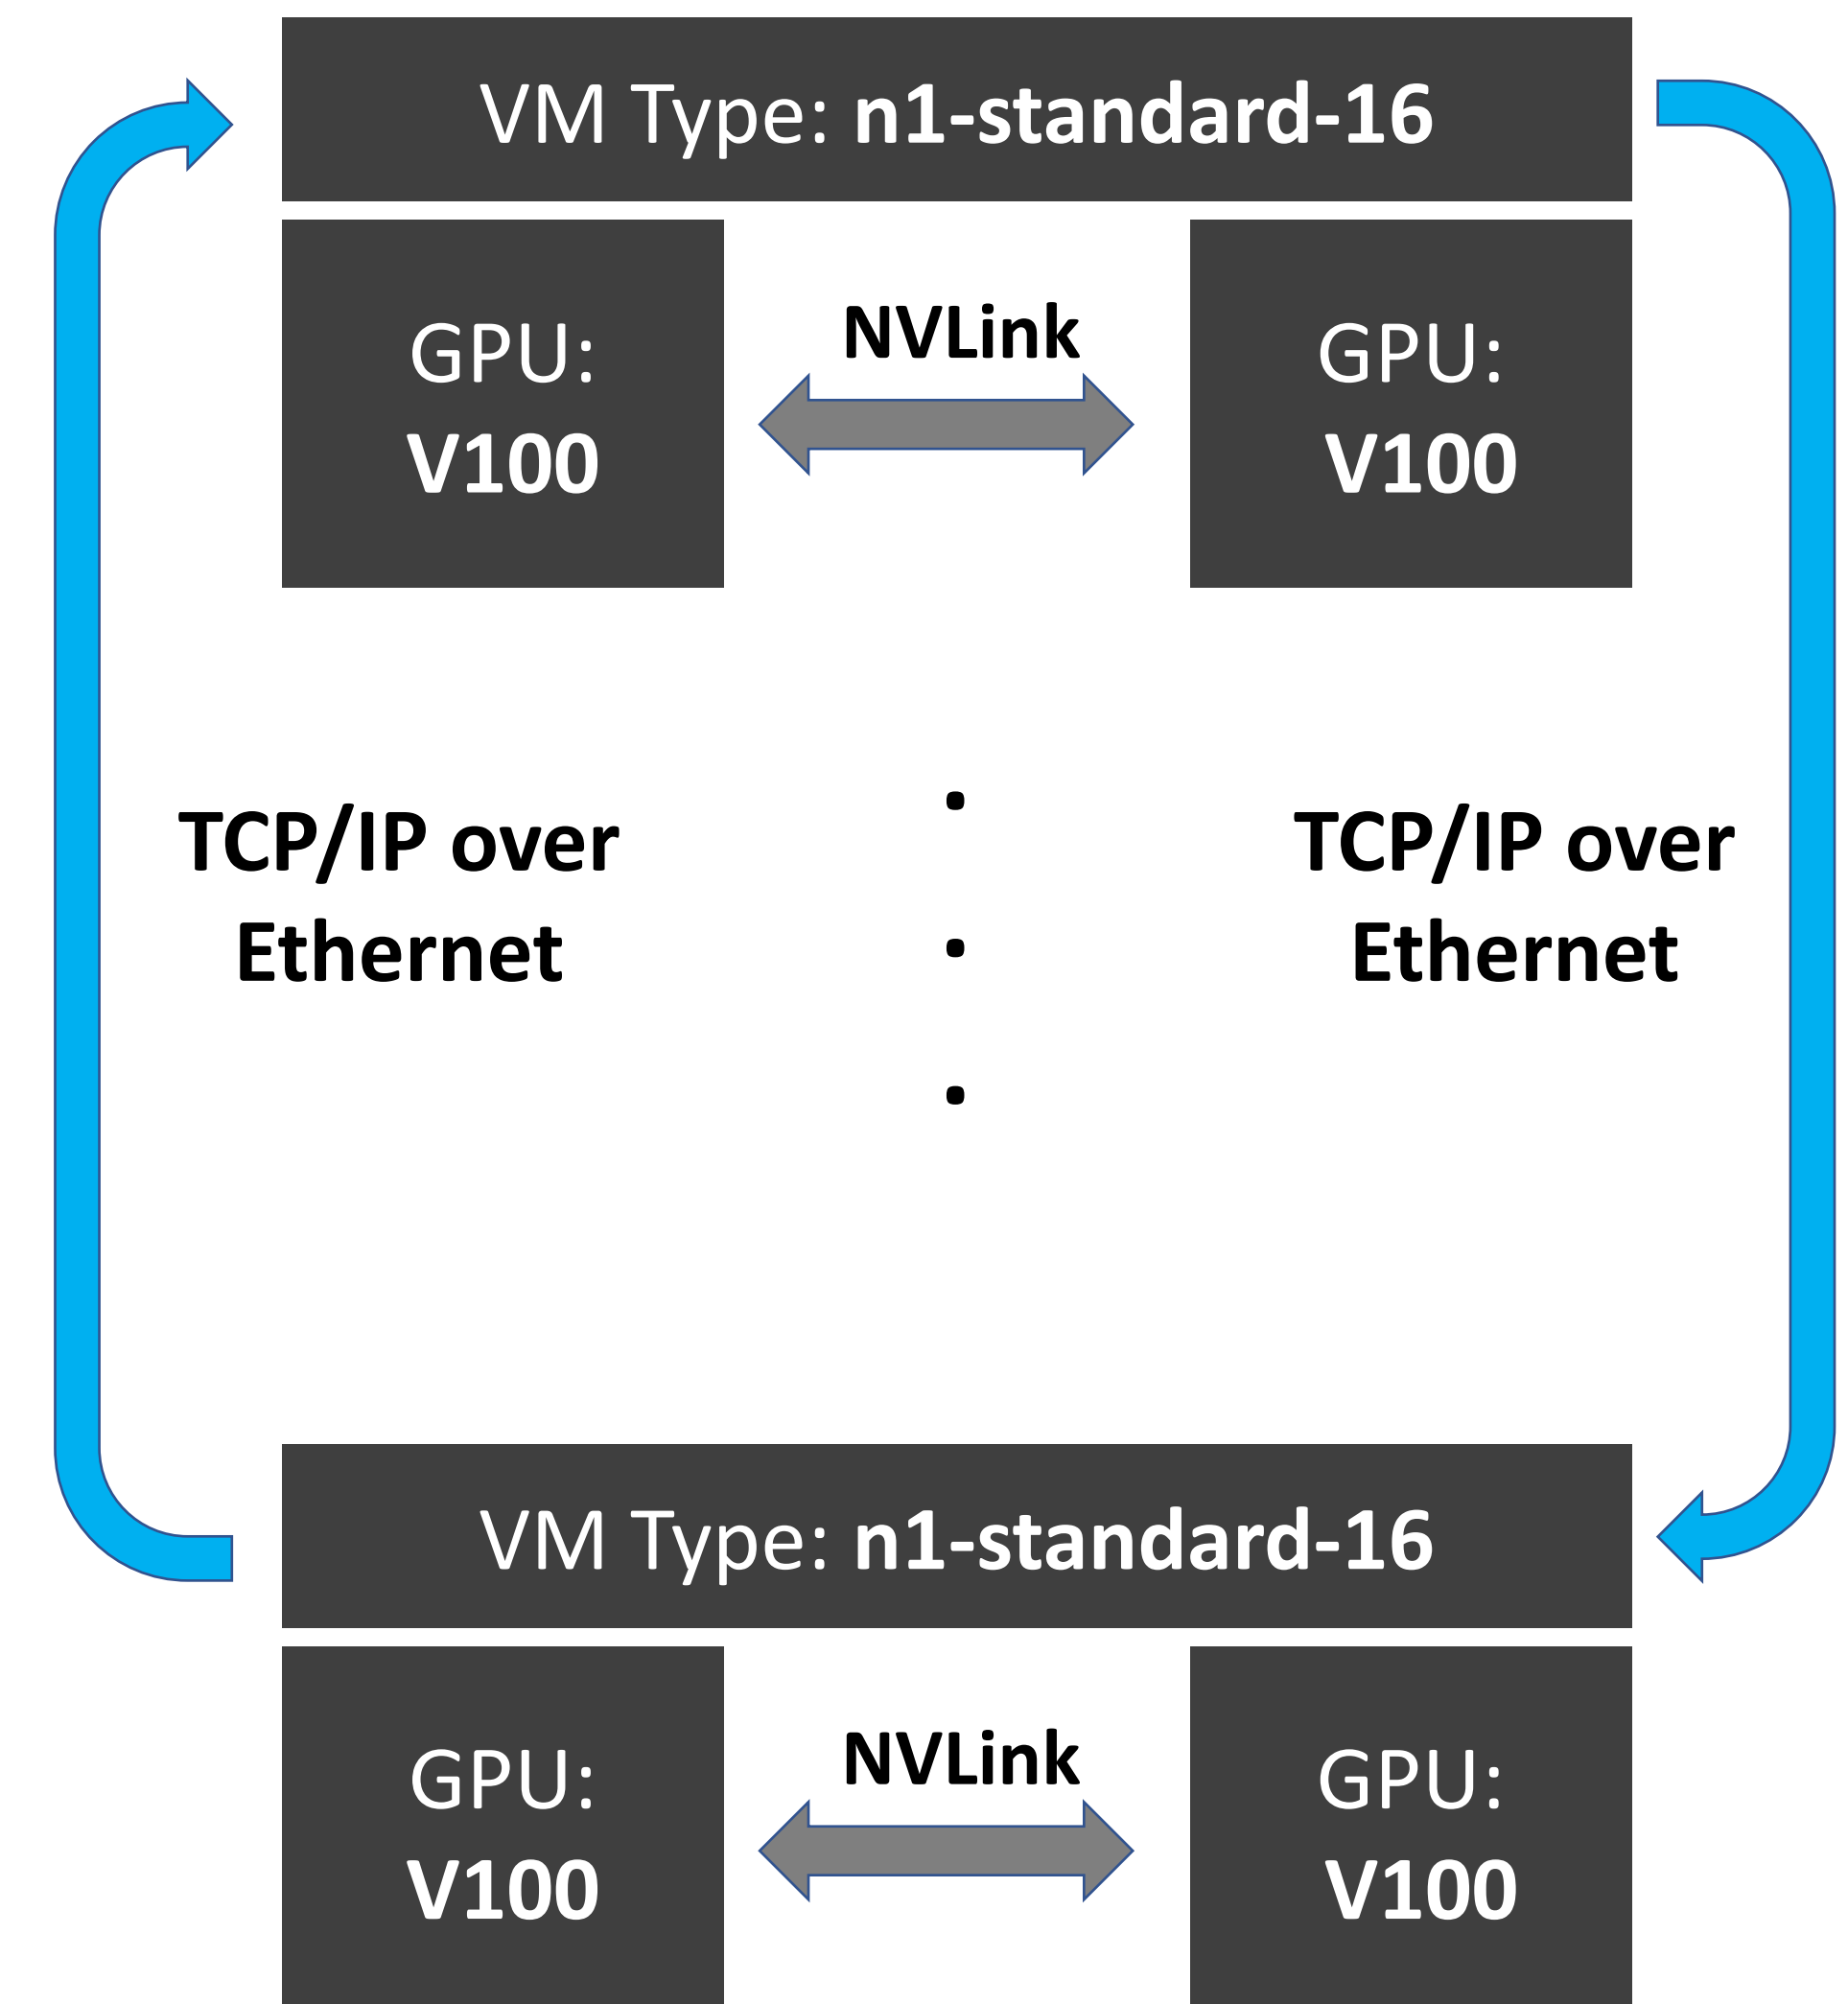 VM Type: n1-standard-16
GPU:
V100
NVLink
GPU:
V100
TCP/IP over
Ethernet
TCP/IP over
Ethernet
VM Type: n1-standard-16
GPU:
V100
NVLink
GPU:
V100